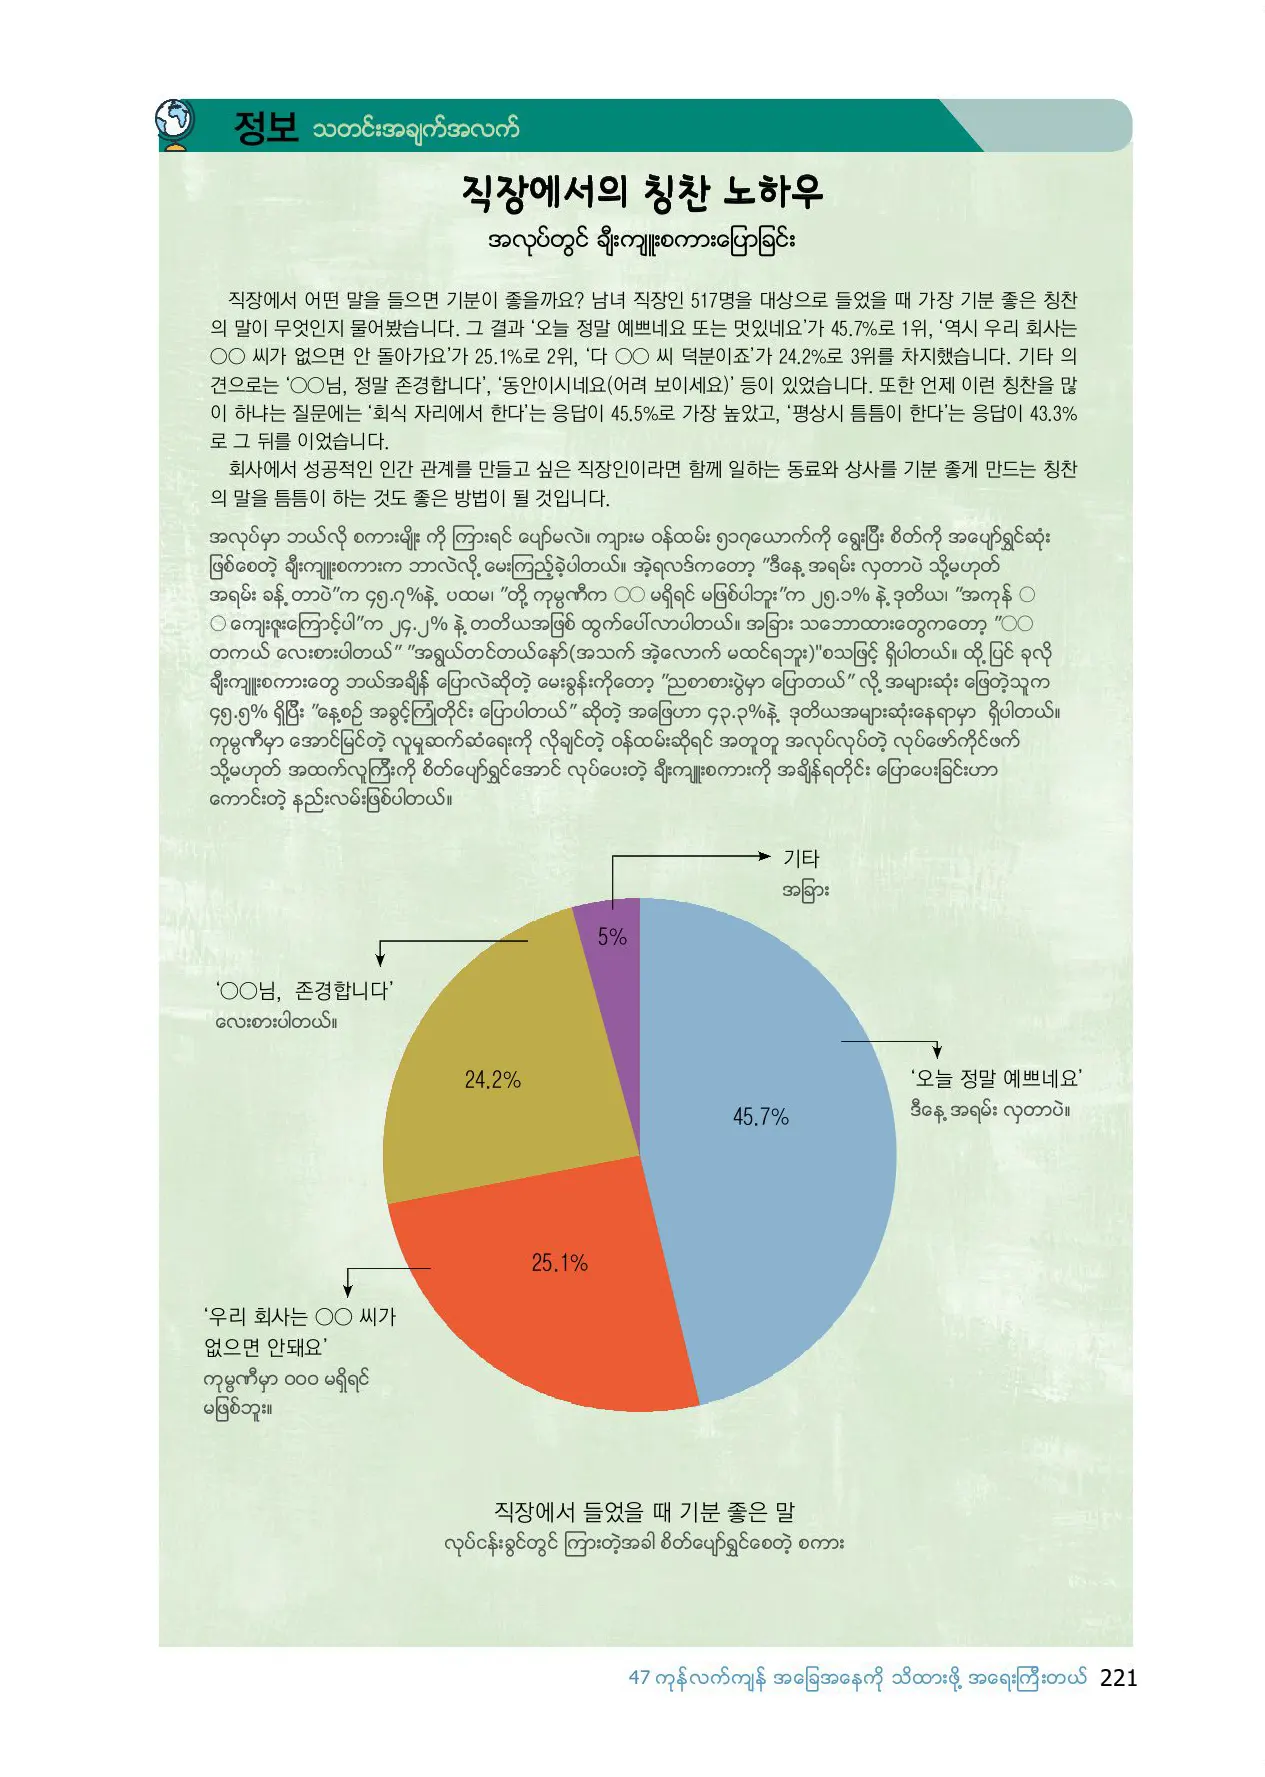 정보 သတင်းအချက်အလက်
직장에서의 칭찬 노하우
အလုပ်တွင် ချီးကျူးစကားပြောခြင်း
직장에서 어떤 말을 들으면 기분이 좋을까요? 남녀 직장인 517명을 대상으로 들었을 때 가장 기분 좋은 칭찬
의 말이 무엇인지 물어봤습니다. 그 결과 ‘오늘 정말 예쁘네요 또는 멋있네요’가 45.7%로 1위, ‘역시 우리 회사는
○○ 씨가 없으면 안 돌아가요’가 25.1%로 2위, ‘다 ○○ 씨 덕분이죠’가 24.2%로 3위를 차지했습니다. 기타 의
견으로는 ‘○○님, 정말 존경합니다’, ‘동안이시네요(어려 보이세요)’ 등이 있었습니다. 또한 언제 이런 칭찬을 많
이 하냐는 질문에는 ‘회식 자리에서 한다’는 응답이 45.5%로 가장 높았고, ‘평상시 틈틈이 한다’는 응답이 43.3%
로 그 뒤를 이었습니다.
회사에서 성공적인 인간 관계를 만들고 싶은 직장인이라면 함께 일하는 동료와 상사를 기분 좋게 만드는 칭찬
의 말을 틈틈이 하는 것도 좋은 방법이 될 것입니다.
အလုပ်မှာ ဘယ်လို စကားမျိုး ကို ကြားရင် ပျော်မလဲ။ ကျားမ ဝန်ထမ်း ၅၁၇ယောက်ကို ရွေးပြီး စိတ်ကို အပျော်ရွှင်ဆုံး
ဖြစ်စေတဲ့ ချီးကျူးစကားက ဘာလဲလို့ မေးကြည့်ခဲ့ပါတယ်။ အဲ့ရလဒ်ကတော့ "ဒီနေ့ အရမ်း လှတာပဲ သို့မဟုတ်
အရမ်း ခန့် တာပဲ"က ၄၅.၇%နဲ့ ပထမ၊ "တို့ ကုမ္ပဏီက ○○ မရှိရင် မဖြစ်ပါဘူး"က ၂၅.၁% နဲ့ ဒုတိယ၊ "အကုန် ○
○ ကျေးဇူးကြောင့်ပါ"က ၂၄.၂% နဲ့ တတိယအဖြစ် ထွက်ပေါ်လာပါတယ်။ အခြား သဘောထားတွေကတော့ "○○
တကယ် လေးစားပါတယ်" "အရွယ်တင်တယ်နော်(အသက် အဲ့လောက် မထင်ရဘူး)"စသဖြင့် ရှိပါတယ်။ ထို့ပြင် ခုလို
ချီးကျူးစကားတွေ ဘယ်အချိန် ပြောလဲဆိုတဲ့ မေးခွန်းကိုတော့ "ညစာစားပွဲမှာ ပြောတယ်" လို့ အများဆုံး ဖြေတဲ့သူက
၄၅.၅% ရှိပြီး "နေ့စဉ် အခွင့်ကြုံတိုင်း ပြောပါတယ်" ဆိုတဲ့ အဖြေဟာ ၄၃.၃%နဲ့ ဒုတိယအများဆုံးနေရာမှာ ရှိပါတယ်။
ကုမ္ပဏီမှာ အောင်မြင်တဲ့ လူမှုဆက်ဆံရေးကို လိုချင်တဲ့ ဝန်ထမ်းဆိုရင် အတူတူ အလုပ်လုပ်တဲ့ လုပ်ဖော်ကိုင်ဖက်
သို့မဟုတ် အထက်လူကြီးကို စိတ်ပျော်ရွှင်အောင် လုပ်ပေးတဲ့ ချီးကျူးစကားကို အချိန်ရတိုင်း ပြောပေးခြင်းဟာ
ကောင်းတဲ့ နည်းလမ်းဖြစ်ပါတယ်။
기타
အခြား
5%
‘○○님, 존경합니다’
လေးစားပါတယ်။
24.2%
45.7%
‘오늘 정말 예쁘네요’
ဒီနေ့ အရမ်း လှတာပဲ။
25.1%
‘우리 회사는 ○○ 씨가
없으면 안돼요’
ကုမ္ပဏီမှာ ၀၀၀ မရှိရင်
မဖြစ်ဘူး။
직장에서 들었을 때 기분 좋은 말
လုပ်ငန်းခွင်တွင် ကြားတဲ့အခါ စိတ်ပျော်ရွှင်စေတဲ့ စကား
47 ကုန်လက်ကျန် အခြေအနေကို သိထားဖို့ အရေးကြီးတယ် 221